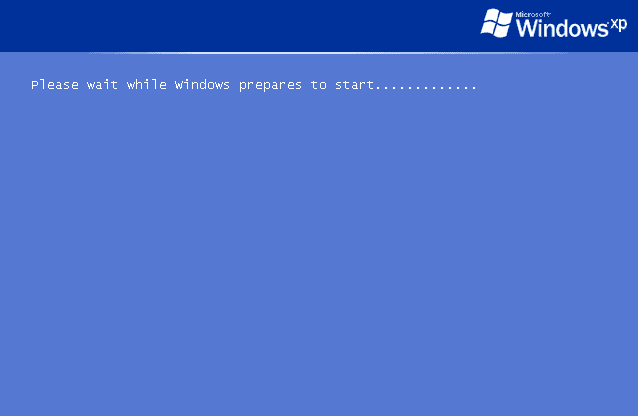 Microsoft
Windows xp
Please wait while Windows prepares to start.............